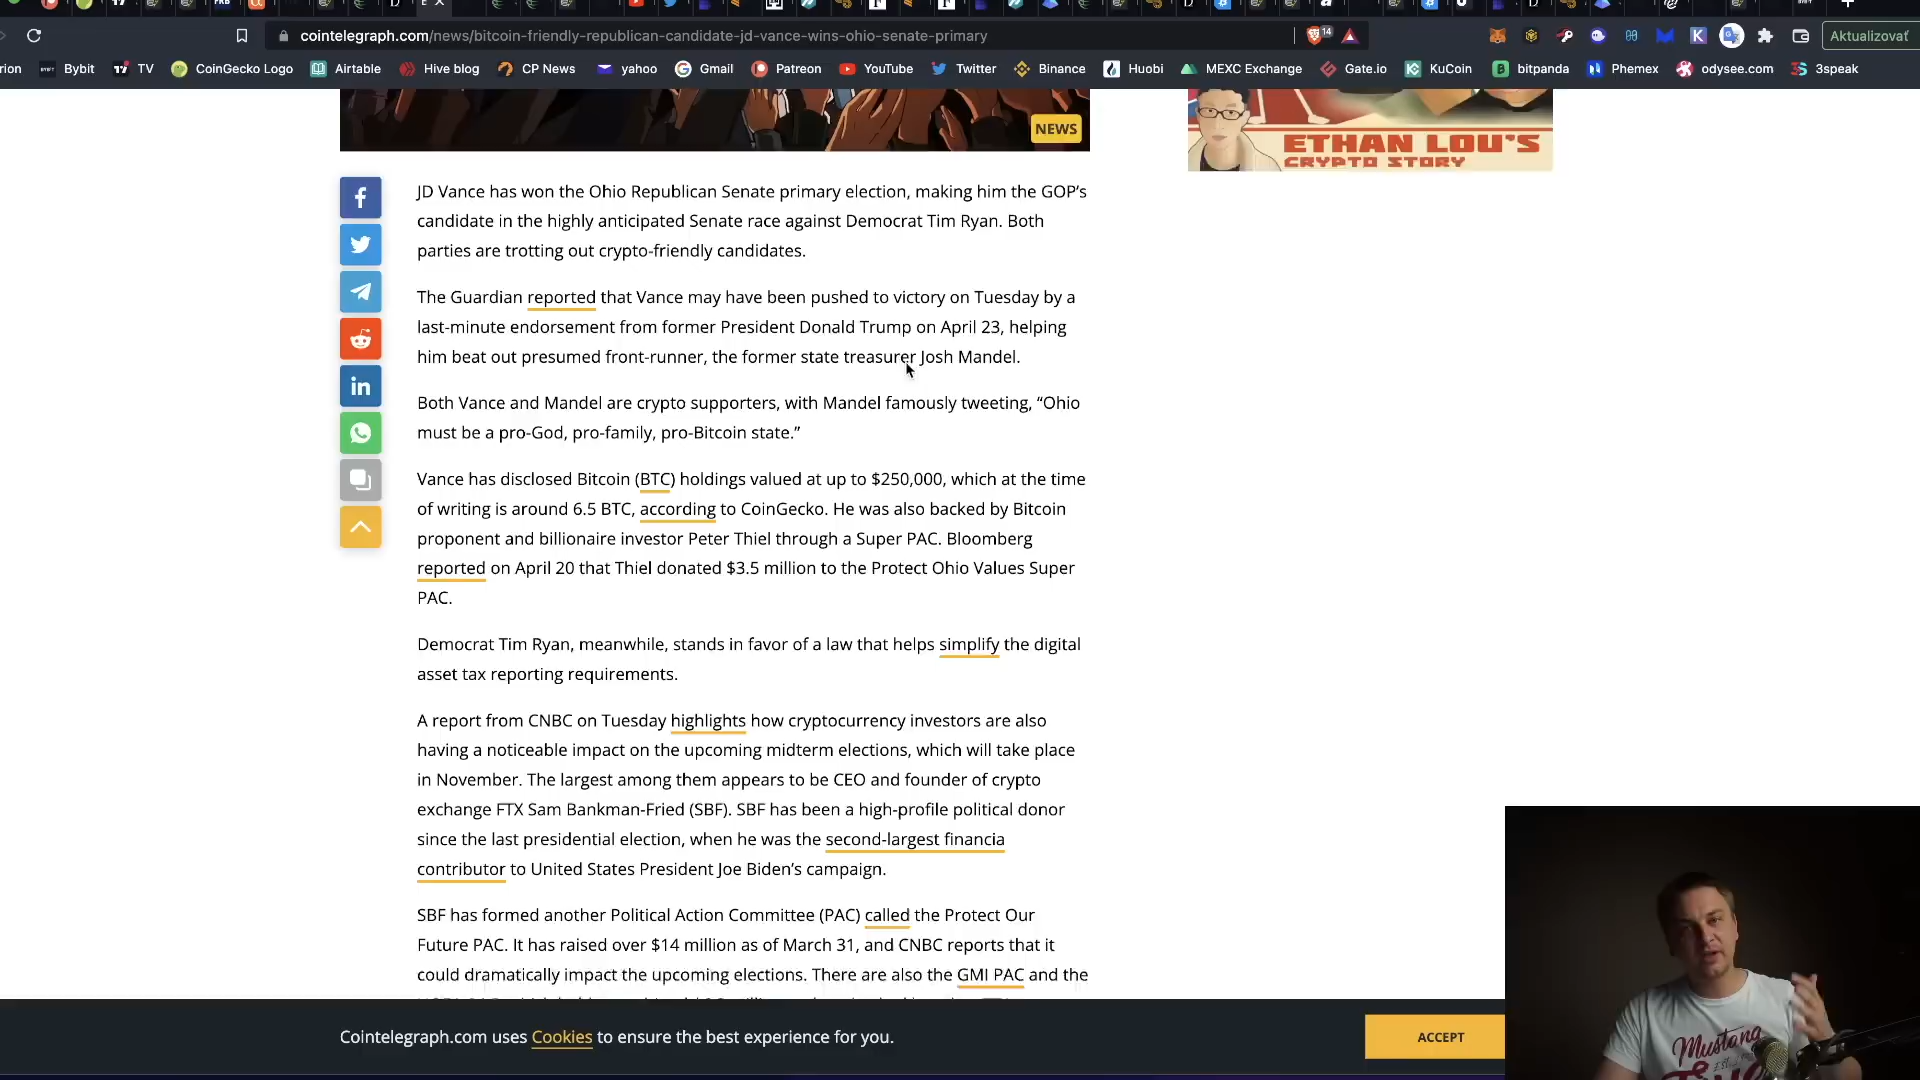 cointelegraph.com/news/bitcoin-friendly-republican-candidate-jd-vance-wins-ohio-senate-primary
14
Aktualizovať
rion Bybit TV CoinGecko Logo Airtable Hive blog CP News yahoo Gmail Patreon YouTube Twitter Binance Huobi MEXC Exchange Gate.io KuCoin bitpanda Phemex odysee.com 3speak
NEWS
ETHAN LOU'S
CRYPTO STORY
JD Vance has won the Ohio Republican Senate primary election, making him the GOP’s
candidate in the highly anticipated Senate race against Democrat Tim Ryan. Both
parties are trotting out crypto-friendly candidates.
The Guardian reported that Vance may have been pushed to victory on Tuesday by a
last-minute endorsement from former President Donald Trump on April 23, helping
him beat out presumed front-runner, the former state treasurer Josh Mandel.
Both Vance and Mandel are crypto supporters, with Mandel famously tweeting, “Ohio
must be a pro-God, pro-family, pro-Bitcoin state.”
Vance has disclosed Bitcoin (BTC) holdings valued at up to $250,000, which at the time
of writing is around 6.5 BTC, according to CoinGecko. He was also backed by Bitcoin
proponent and billionaire investor Peter Thiel through a Super PAC. Bloomberg
reported on April 20 that Thiel donated $3.5 million to the Protect Ohio Values Super
PAC.
Democrat Tim Ryan, meanwhile, stands in favor of a law that helps simplify the digital
asset tax reporting requirements.
A report from CNBC on Tuesday highlights how cryptocurrency investors are also
having a noticeable impact on the upcoming midterm elections, which will take place
in November. The largest among them appears to be CEO and founder of crypto
exchange FTX Sam Bankman-Fried (SBF). SBF has been a high-profile political donor
since the last presidential election, when he was the second-largest financia
contributor to United States President Joe Biden’s campaign.
SBF has formed another Political Action Committee (PAC) called the Protect Our
Future PAC. It has raised over $14 million as of March 31, and CNBC reports that it
could dramatically impact the upcoming elections. There are also the GMI PAC and the
Cointelegraph.com uses Cookies to ensure the best experience for you.
ACCEPT
Mustang